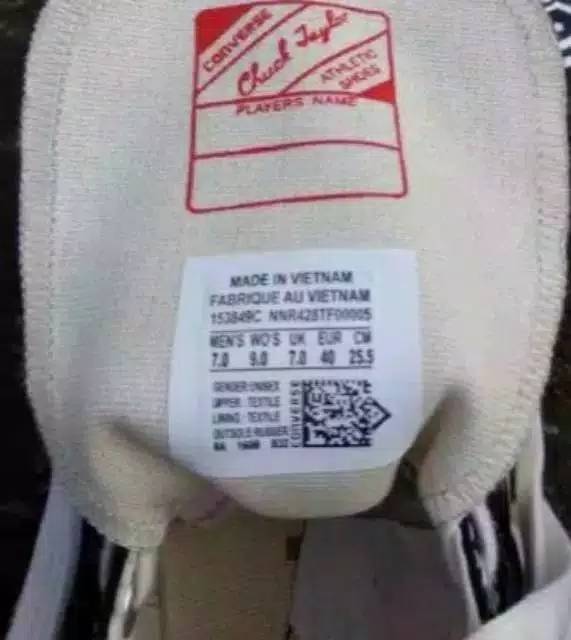 CONVERSE
Chuck Taylor
ATHLETIC
SHOES
PLAYERS NAME
MADE IN VIETNAM
FABRIQUE AU VIETNAM
153849C NNR428TF00005
MEN'S WO'S UK EUR CM
7.0 9.0 7.0 40 25.5
GENDER: UNISEX
UPPER: TEXTILE
LINING: TEXTILE
OUTSOLE: RUBBER
CONVERSE